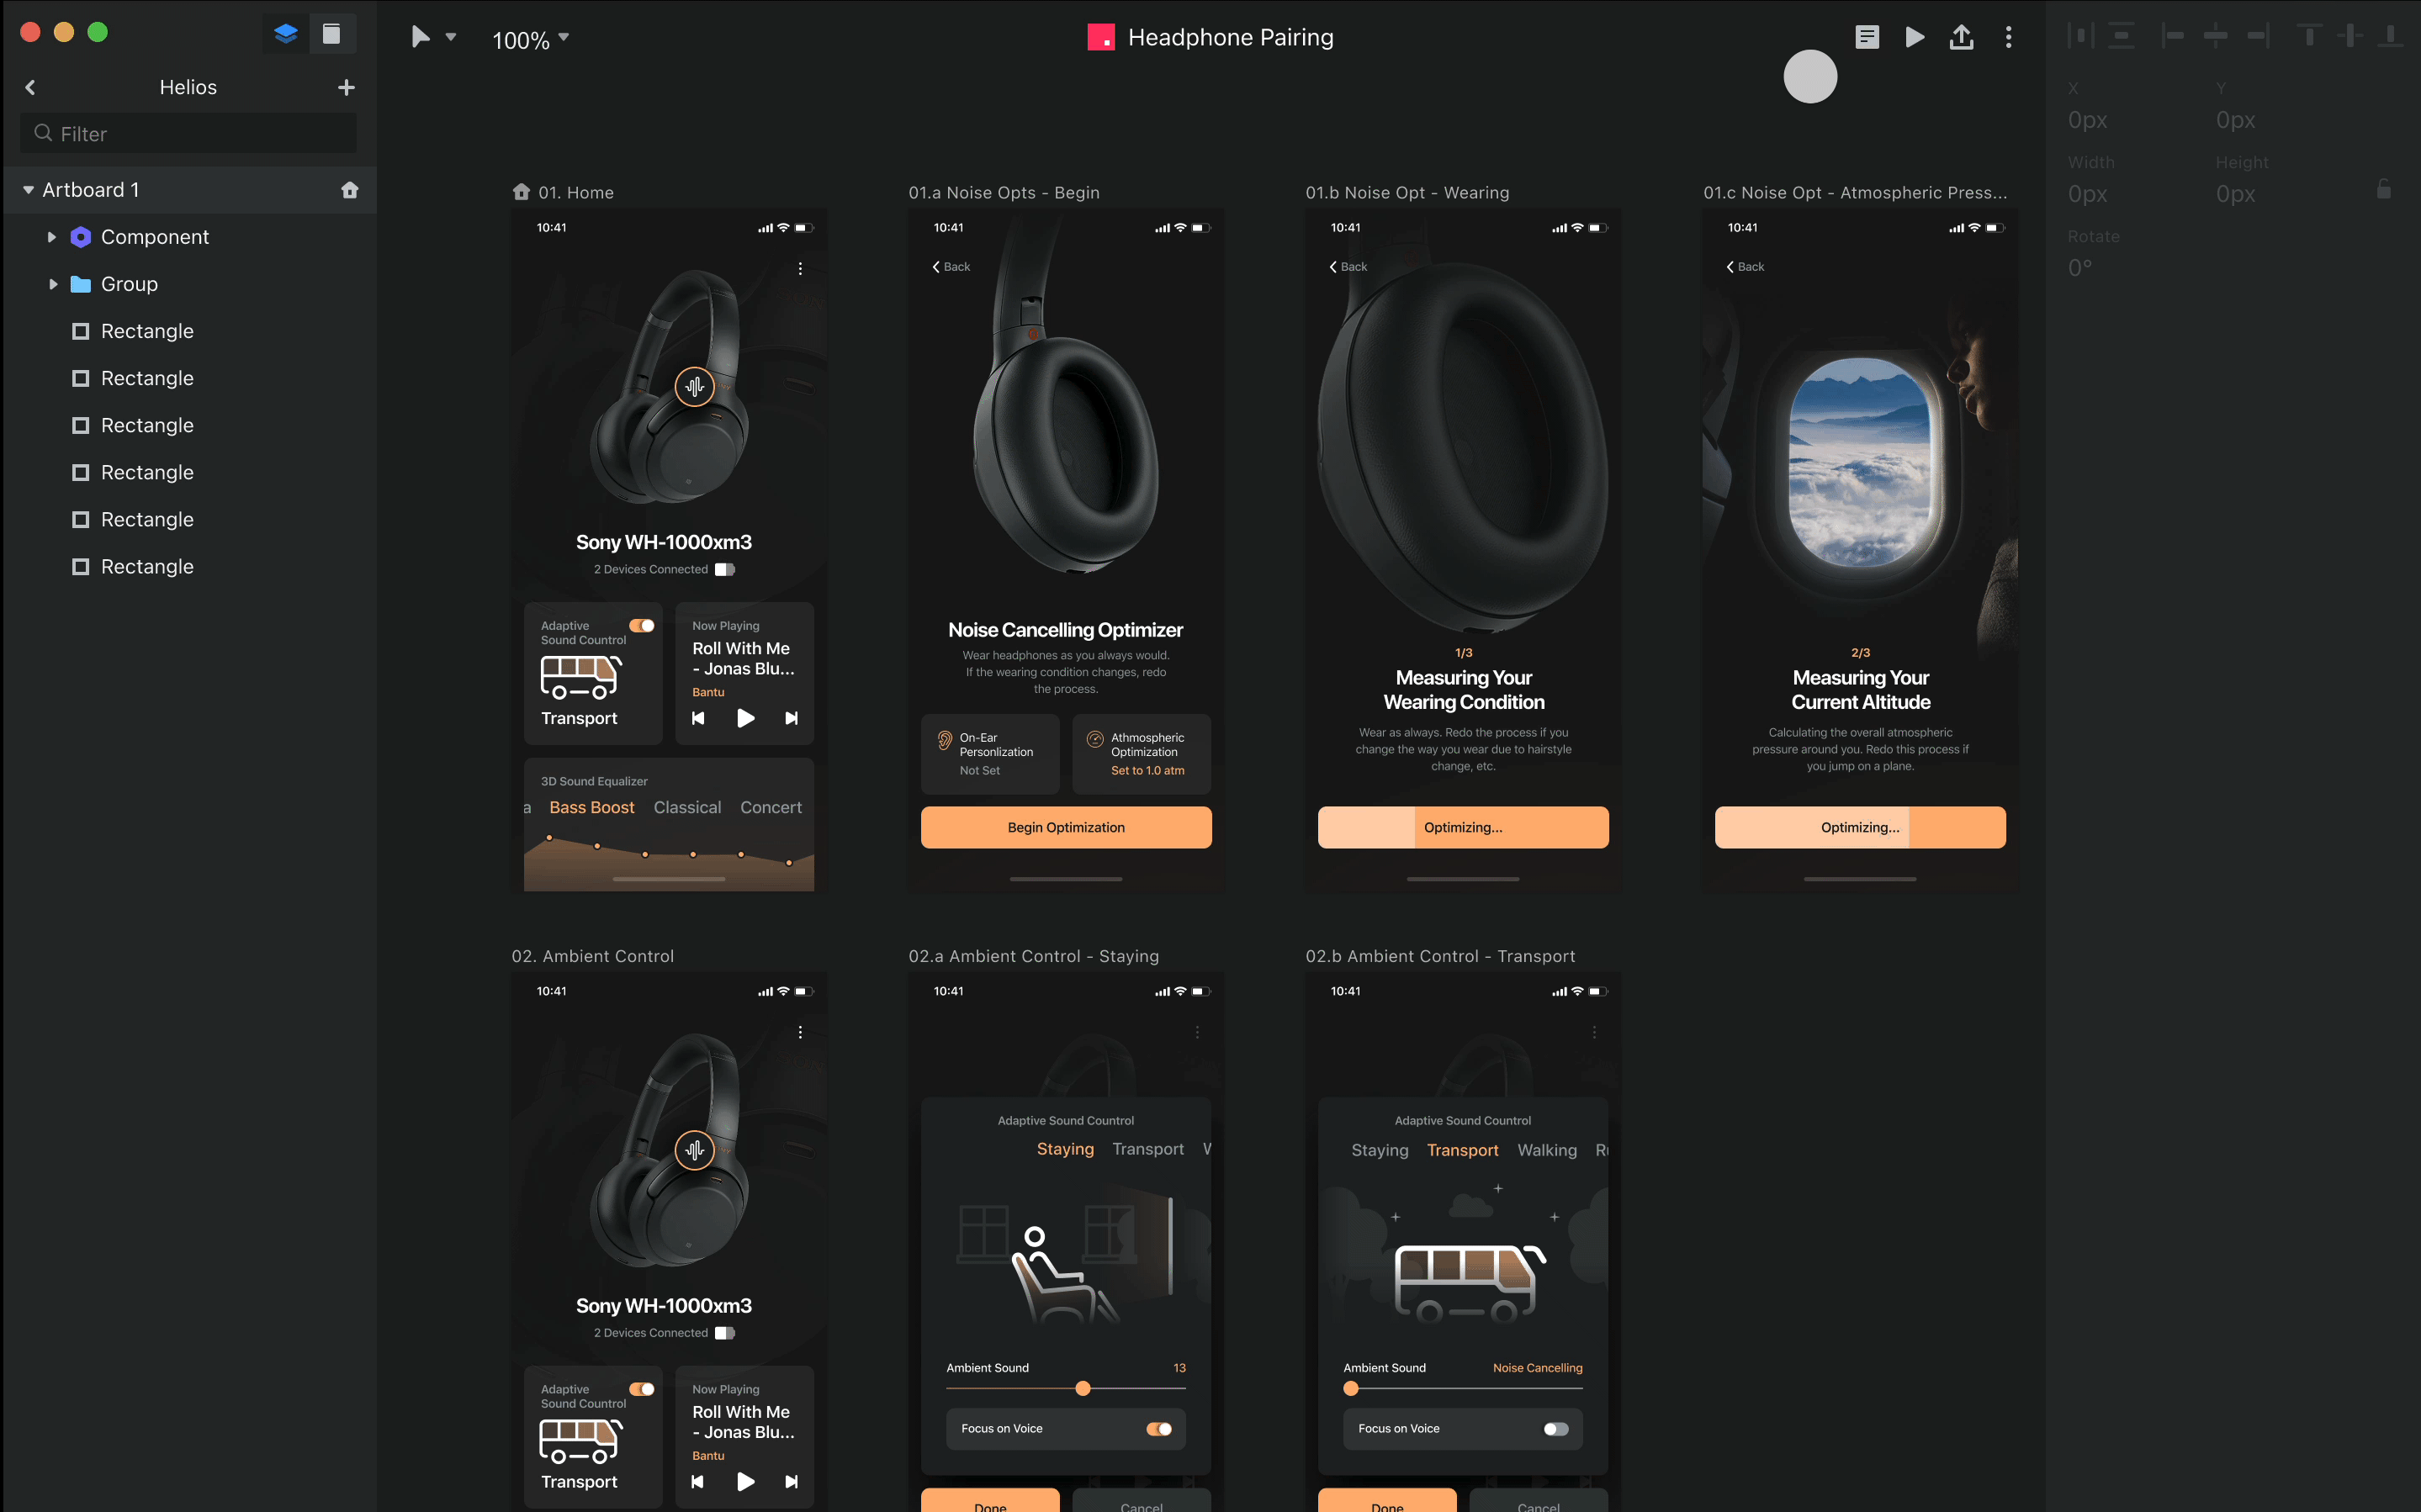 100%
Headphone Pairing
Helios
Filter
Artboard 1
Component
Group
Rectangle
Rectangle
Rectangle
Rectangle
Rectangle
Rectangle
X
Y
0px
0px
Width
Height
0px
0px
Rotate
0°
01. Home
10:41
Sony WH-1000xm3
2 Devices Connected
Adaptive
Sound Countrol
Transport
Now Playing
Roll With Me
- Jonas Blu...
Bantu
3D Sound Equalizer
a Bass Boost Classical Concert
01.a Noise Opts - Begin
10:41
Back
Noise Cancelling Optimizer
Wear headphones as you always would.
If the wearing condition changes, redo
the process.
On-Ear
Personlization
Not Set
Athmospheric
Optimization
Set to 1.0 atm
Begin Optimization
01.b Noise Opt - Wearing
10:41
Back
1/3
Measuring Your
Wearing Condition
Wear as always. Redo the process if you
change the way you wear due to hairstyle
change, etc.
Optimizing...
01.c Noise Opt - Atmospheric Press...
10:41
Back
2/3
Measuring Your
Current Altitude
Calculating the overall atmospheric
pressure around you. Redo this process if
you jump on a plane.
Optimizing...
02. Ambient Control
10:41
Sony WH-1000xm3
2 Devices Connected
Adaptive
Sound Countrol
Transport
Now Playing
Roll With Me
- Jonas Blu...
Bantu
02.a Ambient Control - Staying
10:41
Adaptive Sound Countrol
Staying Transport
Ambient Sound 13
Focus on Voice
Done
Cancel
02.b Ambient Control - Transport
10:41
Adaptive Sound Countrol
Staying Transport Walking
Ambient Sound Noise Cancelling
Focus on Voice
Done
Cancel